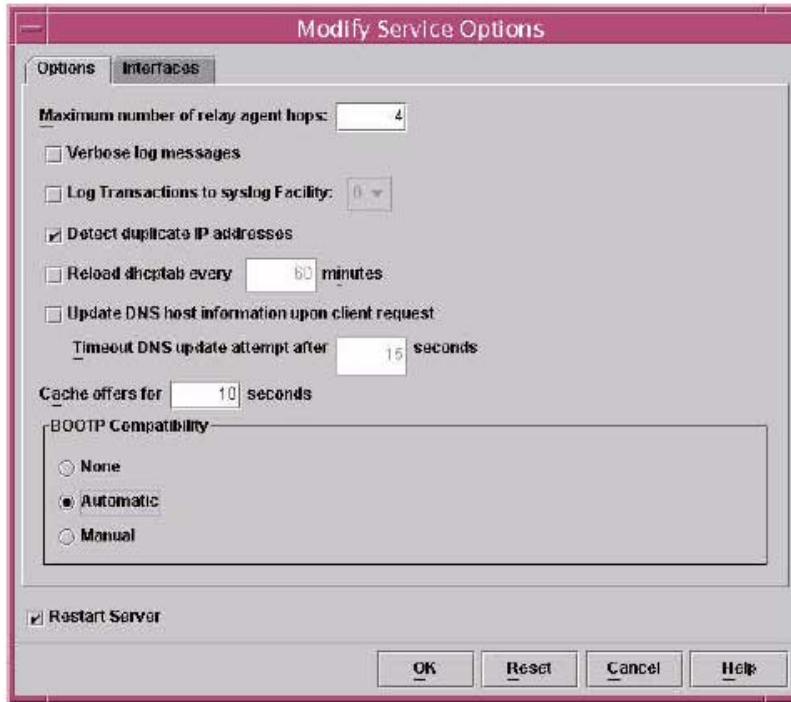 Modify Service Options
Options Interfaces
Maximum number of relay agent hops: 4
Verbose log messages
Log Transactions to syslog Facility: 0
Detect duplicate IP addresses
Reload dhcptab every 60 minutes
Update DNS host information upon client request
Timeout DNS update attempt after 15 seconds
Cache offers for 10 seconds
BOOTP Compatibility
None
Automatic
Manual
Restart Server
OK Reset Cancel Help